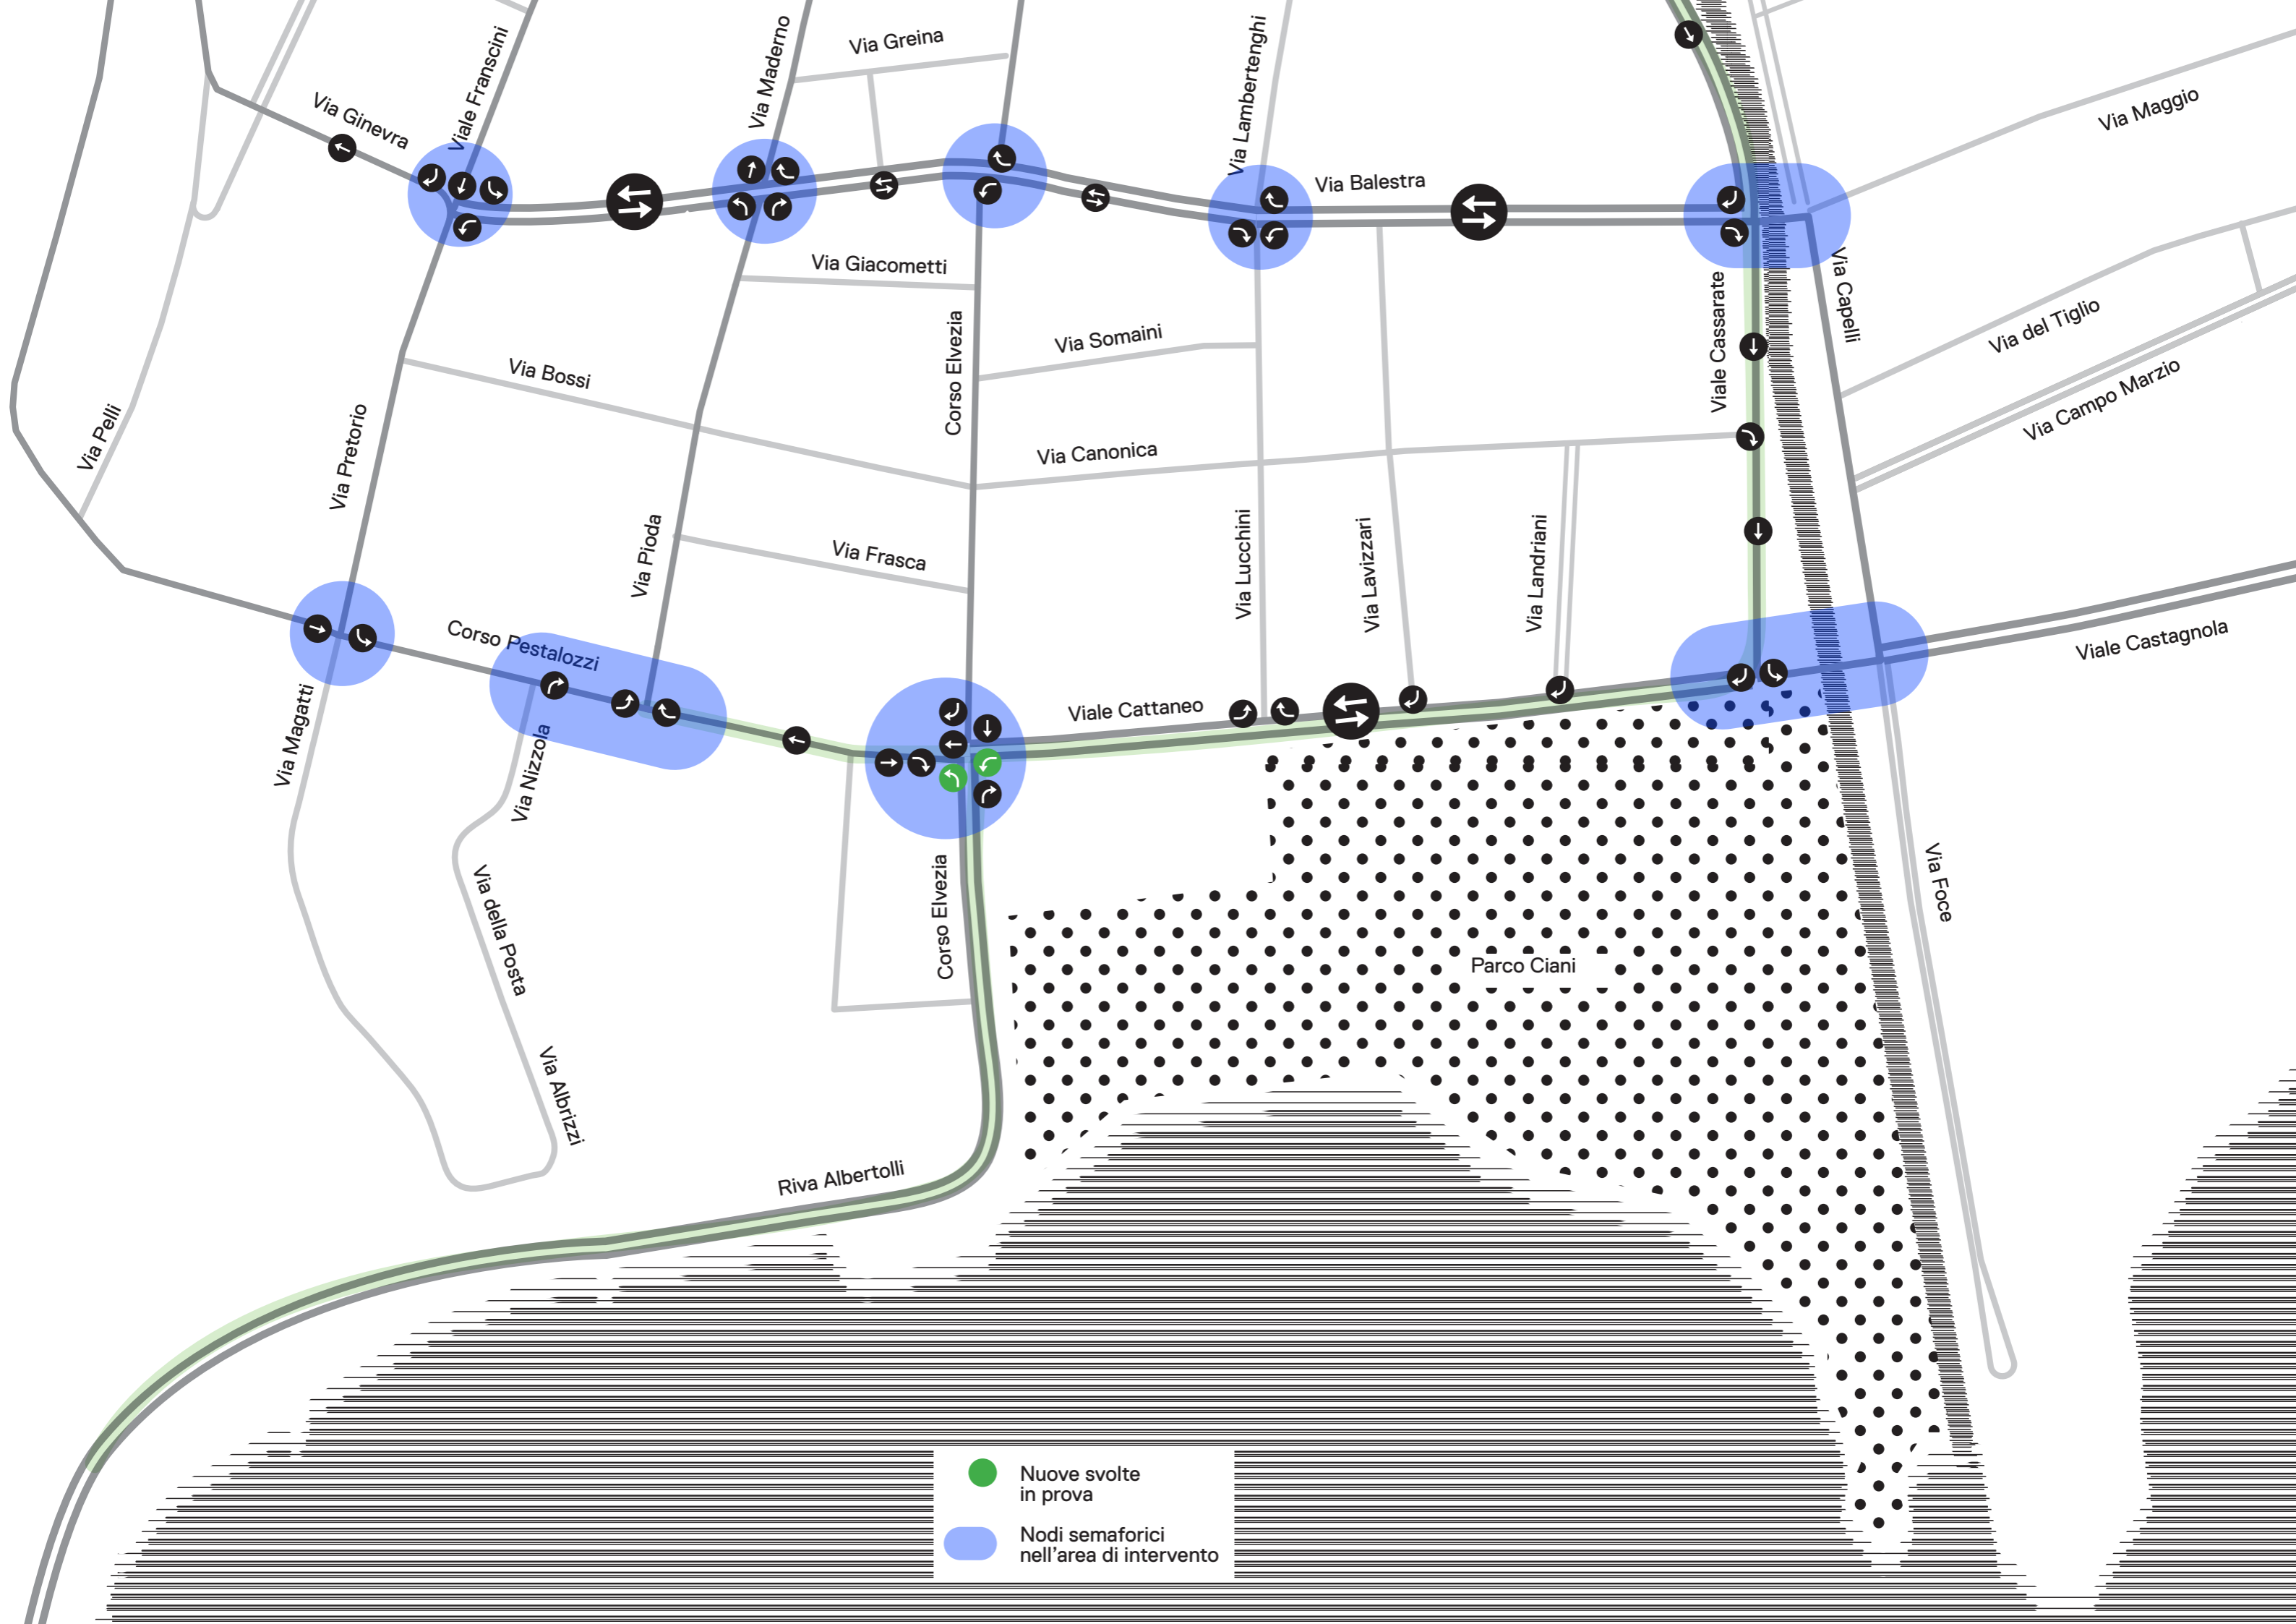 Via Greina
Via Maderno
Viale Franscini
Via Ginevra
Via Lambertenghi
Via Balestra
Via Maggio
Via Giacometti
Via Somaini
Corso Elvezia
Viale Cassarate
Via Capelli
Via del Tiglio
Via Campo Marzio
Via Bossi
Via Pelli
Via Pretorio
Via Canonica
Via Frasca
Via Pioda
Via Lucchini
Via Lavizzari
Via Landriani
Corso Pestalozzi
Viale Castagnola
Viale Cattaneo
Via Magatti
Via Nizzola
Via della Posta
Corso Elvezia
Via Foce
Parco Ciani
Via Albrizzi
Riva Albertolli
Nuove svolte
in prova
Nodi semaforici
nell'area di intervento